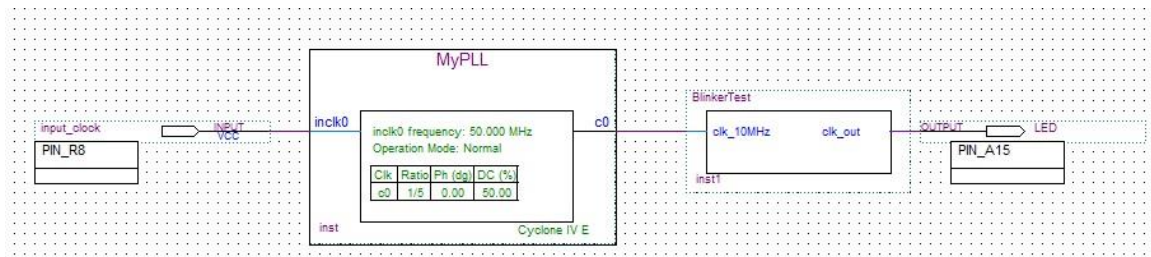 MyPLL
BlinkerTest
input_clock
INPUT
VCC
PIN_R8
inclk0
inclk0 frequency: 50.000 MHz
Operation Mode: Normal
Clk Ratio Ph (dg) DC (%)
c0 1/5 0.00 50.00
inst
Cyclone IV E
c0
clk_10MHz clk_out
inst1
OUTPUT
LED
PIN_A15